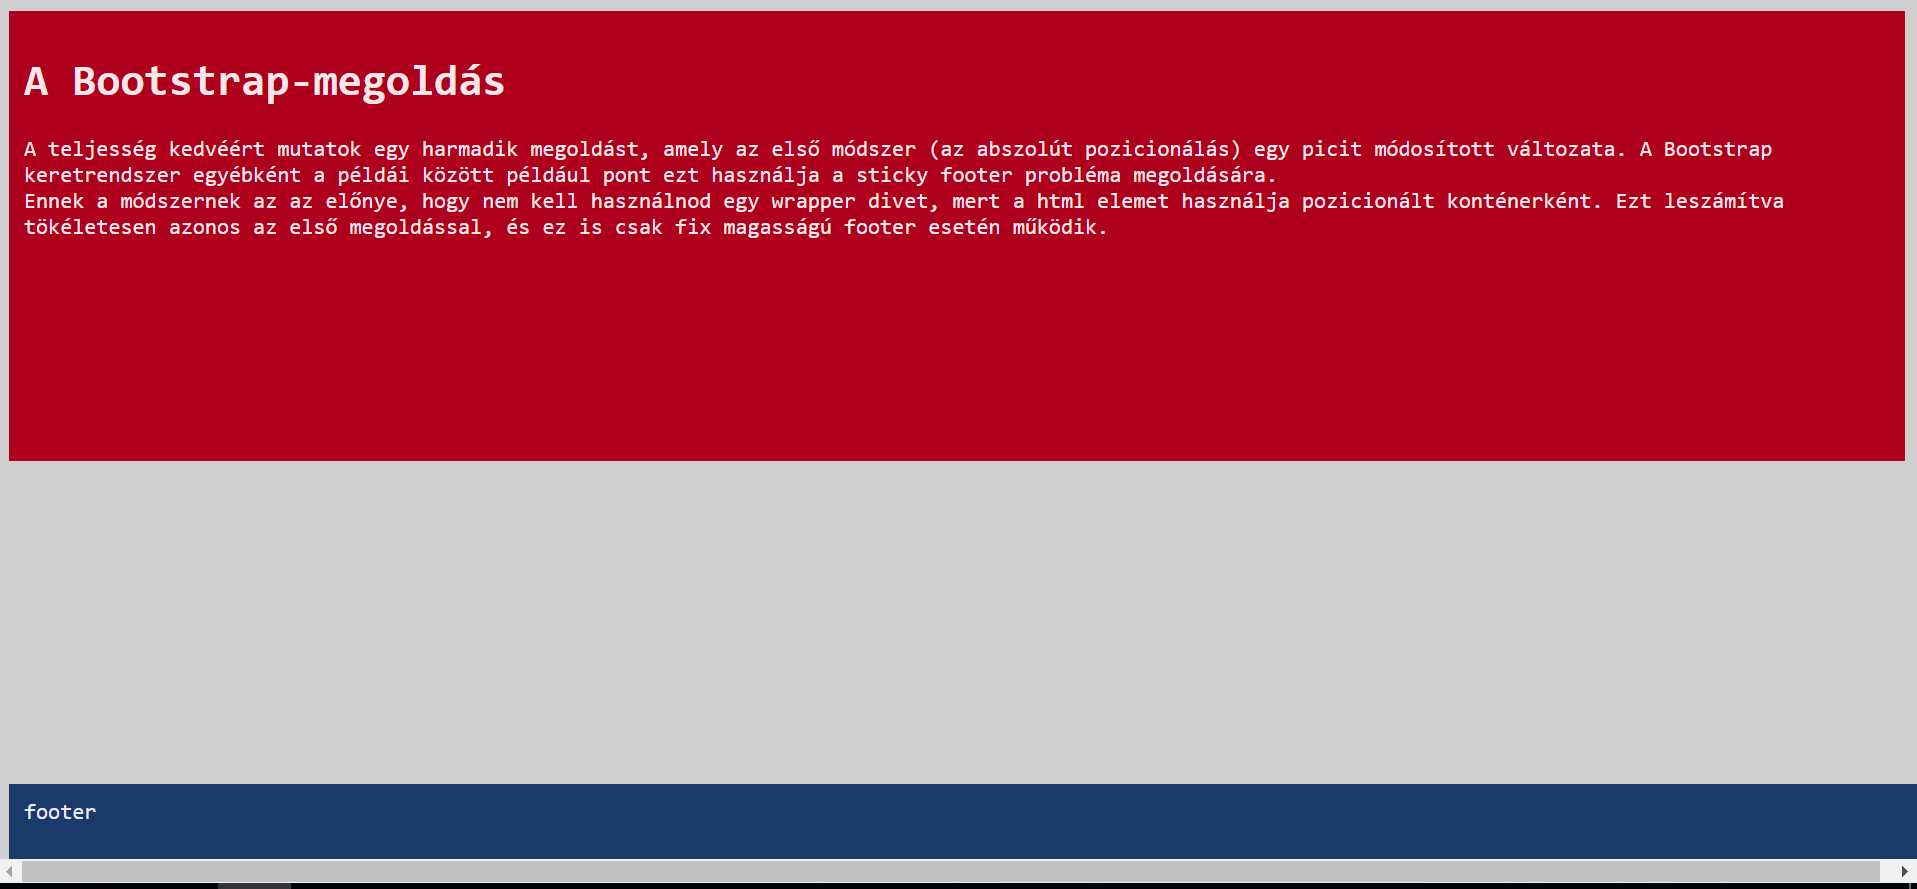 A Bootstrap-megoldás
A teljesség kedvéért mutatok egy harmadik megoldást, amely az első módszer (az abszolút pozicionálás) egy picit módosított változata. A Bootstrap
keretrendszer egyébként a példái között például pont ezt használja a sticky footer probléma megoldására.
Ennek a módszernek az az előnye, hogy nem kell használnod egy wrapper divet, mert a html elemet használja pozicionált konténerként. Ezt leszámítva
tökéletesen azonos az első megoldással, és ez is csak fix magasságú footer esetén működik.
footer